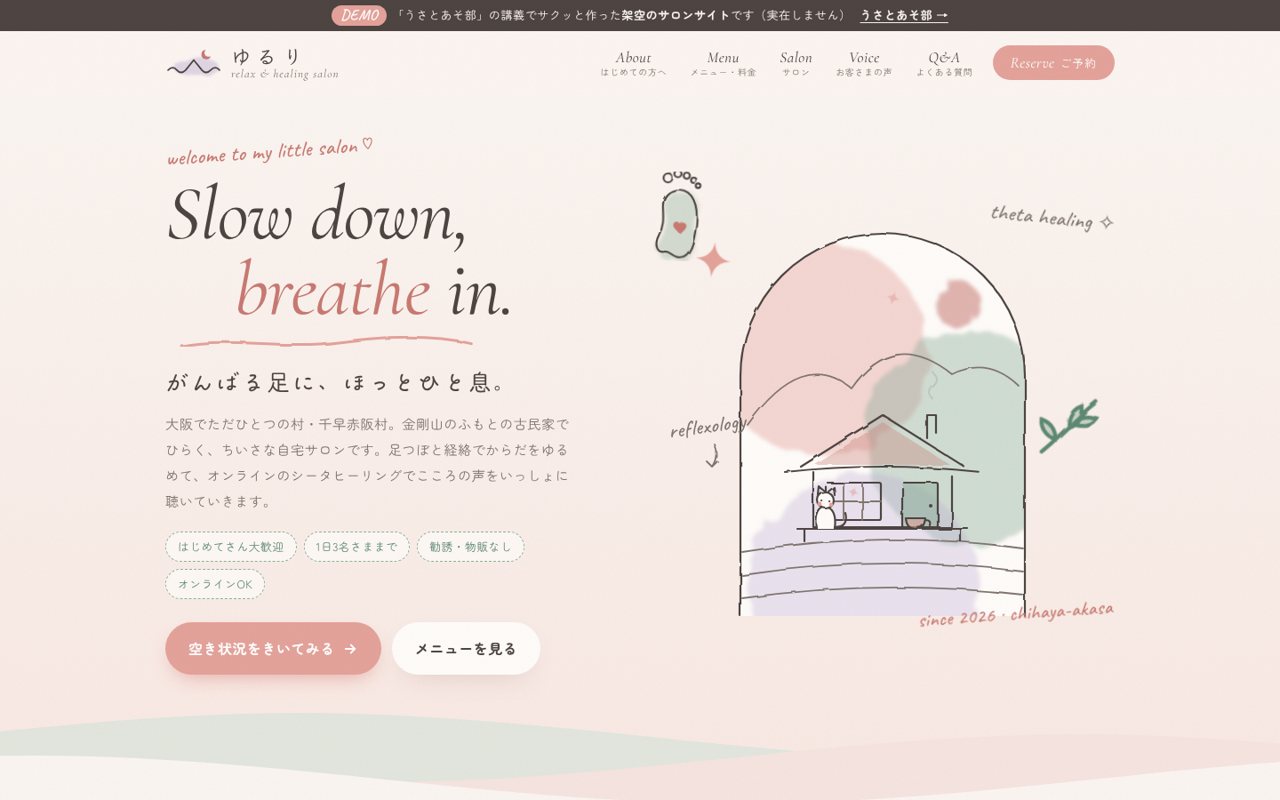 DEMO 「うさとあそ部」の講義でサクッと作った架空のサロンサイトです（実在しません） うさとあそ部 →
ゆるり
relax & healing salon
About
はじめての方へ
Menu
メニュー・料金
Salon
サロン
Voice
お客さまの声
Q&A
よくある質問
Reserve ご予約
welcome to my little salon ♡
Slow down,
breathe in.
がんばる足に、ほっとひと息。
大阪でただひとつの村・千早赤阪村。金剛山のふもとの古民家で
ひらく、ちいさな自宅サロンです。足つぼと経絡でからだをゆる
めて、オンラインのシータヒーリングでこころの声をいっしょに
聴いていきます。
はじめてさん大歓迎
1日3名さままで
勧誘・物販なし
オンラインOK
空き状況をきいてみる →
メニューを見る
theta healing ✧
reflexology
since 2026 · chihaya-akasa